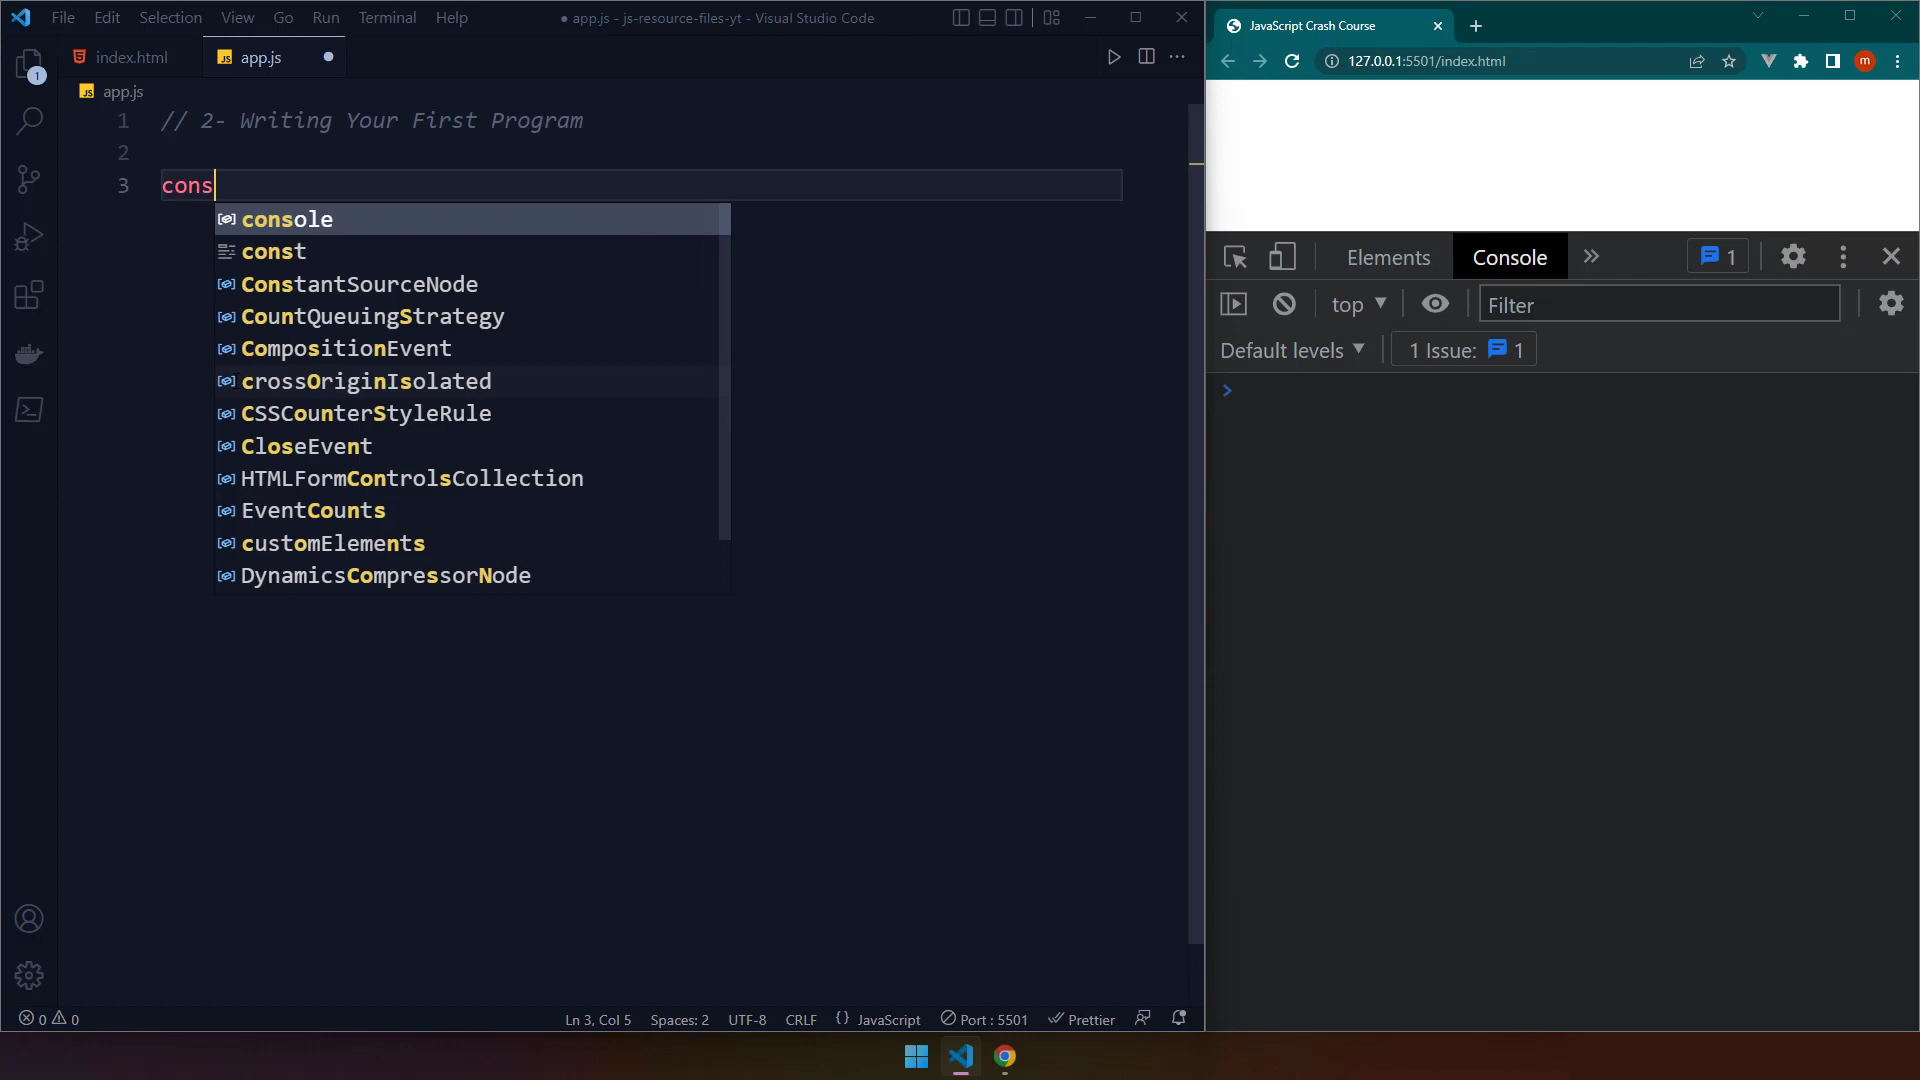 File Edit Selection View Go Run Terminal Help
● app.js - js-resource-files-yt - Visual Studio Code
index.html
JS app.js
JS app.js
1 // 2- Writing Your First Program
2
3 cons
console
const
ConstantSourceNode
CountQueuingStrategy
CompositionEvent
crossOriginIsolated
CSSCounterStyleRule
CloseEvent
HTMLFormControlsCollection
EventCounts
customElements
DynamicsCompressorNode
1
0 0
Ln 3, Col 5 Spaces: 2 UTF-8 CRLF {} JavaScript Port : 5501 Prettier
JavaScript Crash Course
127.0.0.1:5501/index.html
m
Elements Console 1
top Filter
Default levels 1 Issue: 1